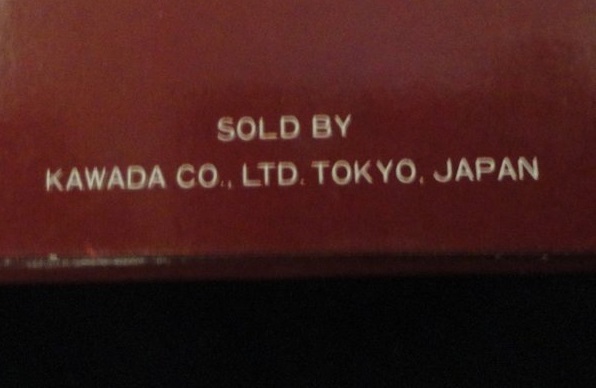 SOLD BY
KAWADA CO., LTD. TOKYO, JAPAN